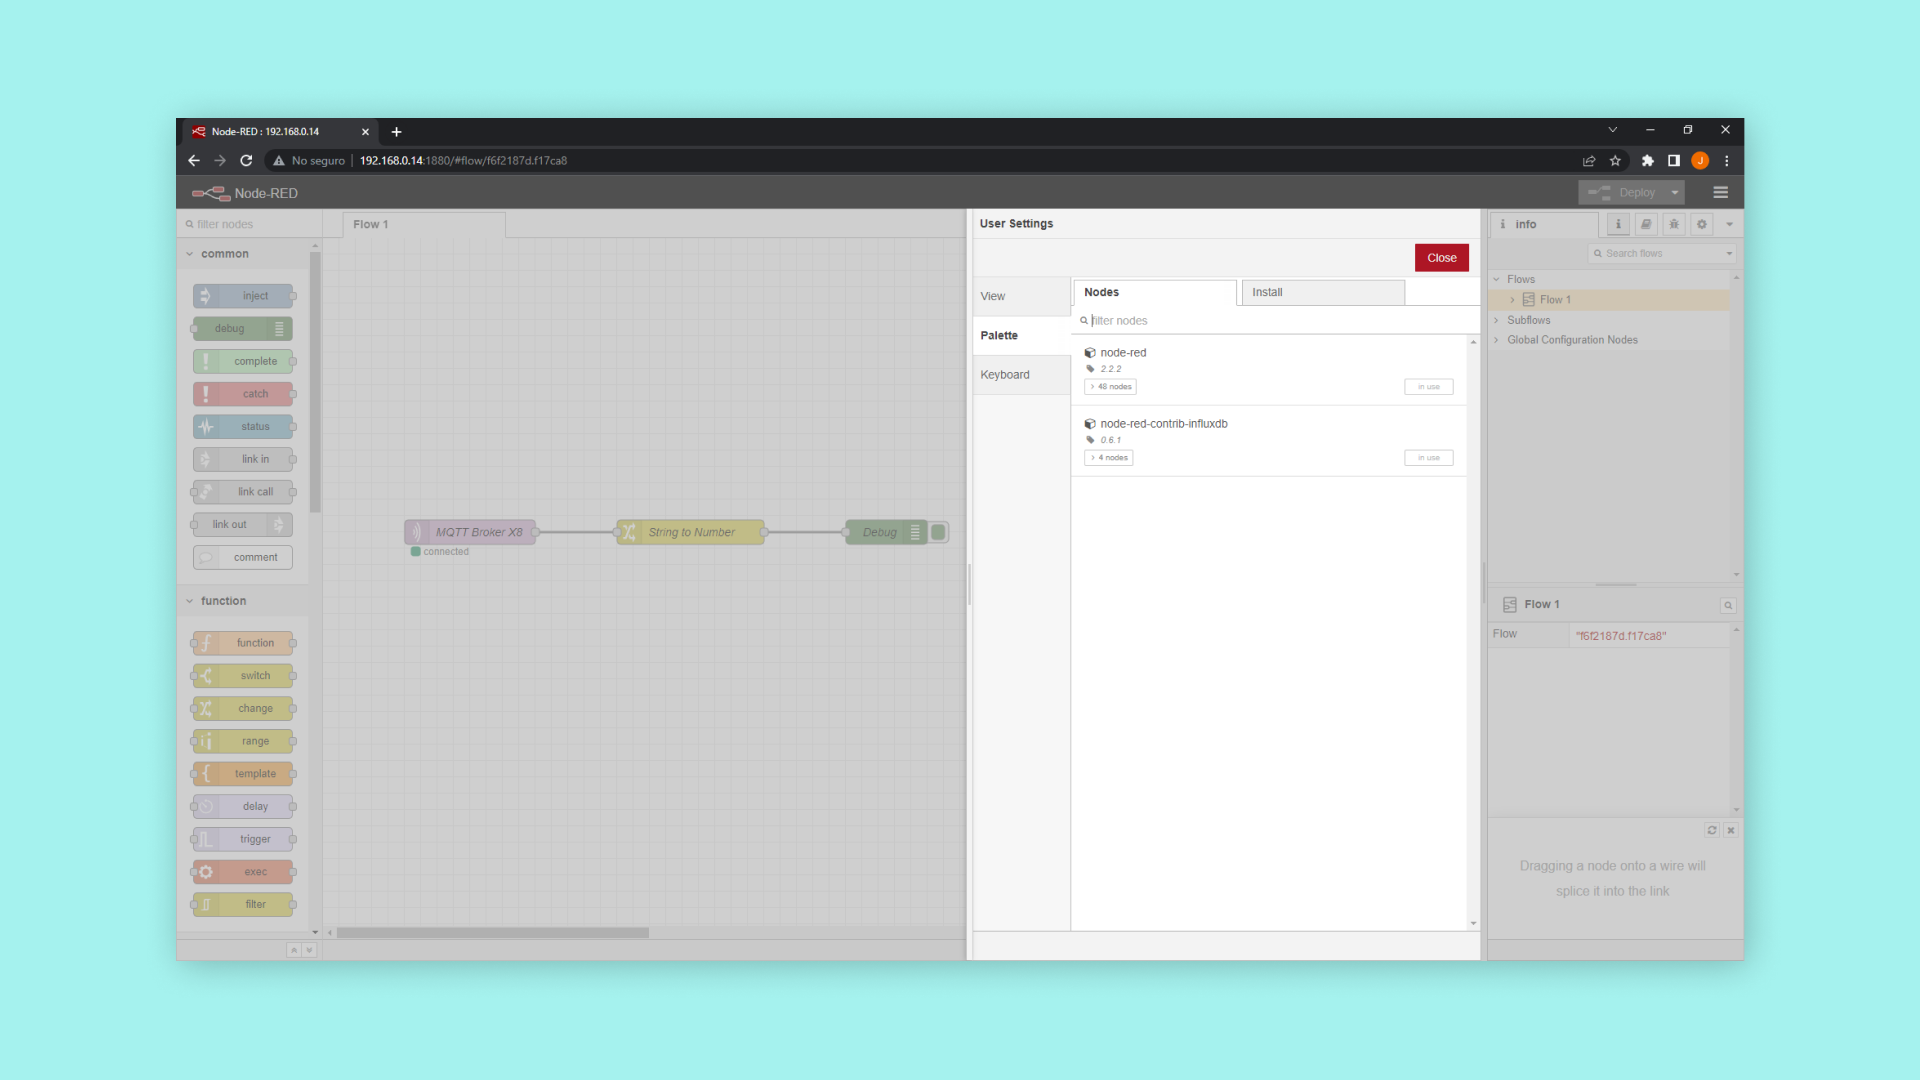 Node-RED : 192.168.0.14
No seguro
192.168.0.14:1880/#flow/f6f2187d.f17ca8
J
Node-RED
Deploy
filter nodes
common
inject
debug
complete
catch
status
link in
link call
link out
comment
function
function
switch
change
range
template
delay
trigger
exec
filter
Flow 1
MQTT Broker X8
connected
String to Number
Debug
User Settings
Close
View
Palette
Keyboard
Nodes
Install
filter nodes
node-red
2.2.2
48 nodes
in use
node-red-contrib-influxdb
0.6.1
4 nodes
in use
info
Search flows
Flows
Flow 1
Subflows
Global Configuration Nodes
Flow 1
Flow
"f6f2187d.f17ca8"
Dragging a node onto a wire will
splice it into the link